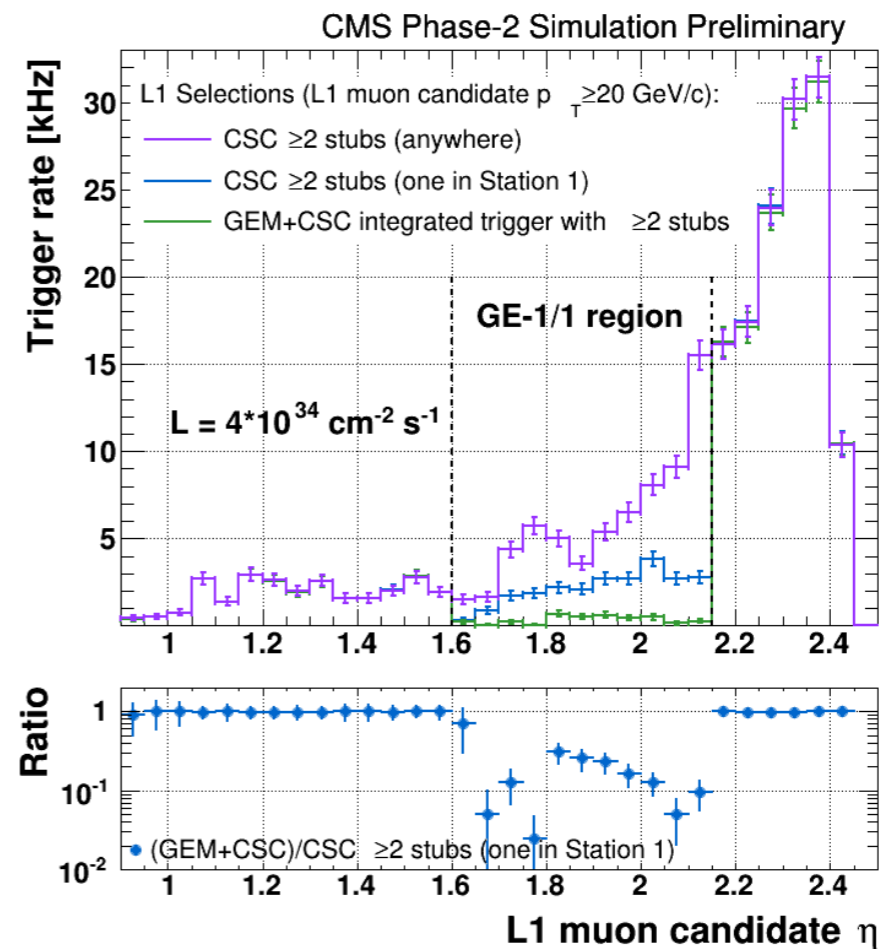 CMS Phase-2 Simulation Preliminary
Trigger rate [kHz]
L1 Selections (L1 muon candidate p T≥20 GeV/c):
CSC ≥2 stubs (anywhere)
CSC ≥2 stubs (one in Station 1)
GEM+CSC integrated trigger with ≥2 stubs
30
25
20
15
10
5
GE-1/1 region
L = 4*10^34 cm^-2 s^-1
1 1.2 1.4 1.6 1.8 2 2.2 2.4
Ratio
1
10^-1
10^-2
(GEM+CSC)/CSC ≥2 stubs (one in Station 1)
1 1.2 1.4 1.6 1.8 2 2.2 2.4
L1 muon candidate η